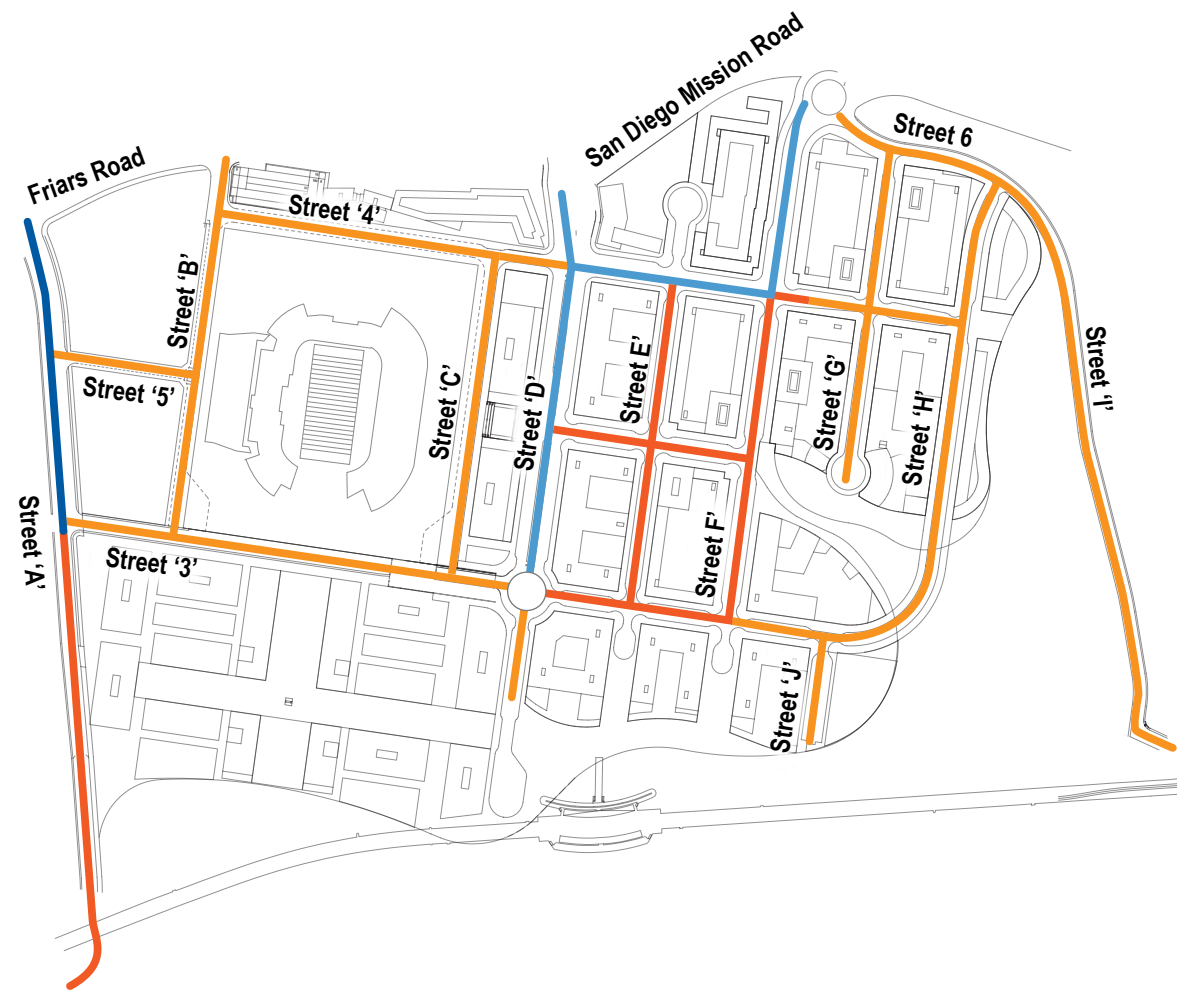 San Diego Mission Road
Street 6
Friars Road
Street ‘4’
Street ‘B’
Street E’
Street ‘I’
Street ‘5’
Street ‘C’
Street ‘D’
Street ‘G’
Street ‘H’
Street ‘A’
Street ‘3’
Street F’
Street ‘J’